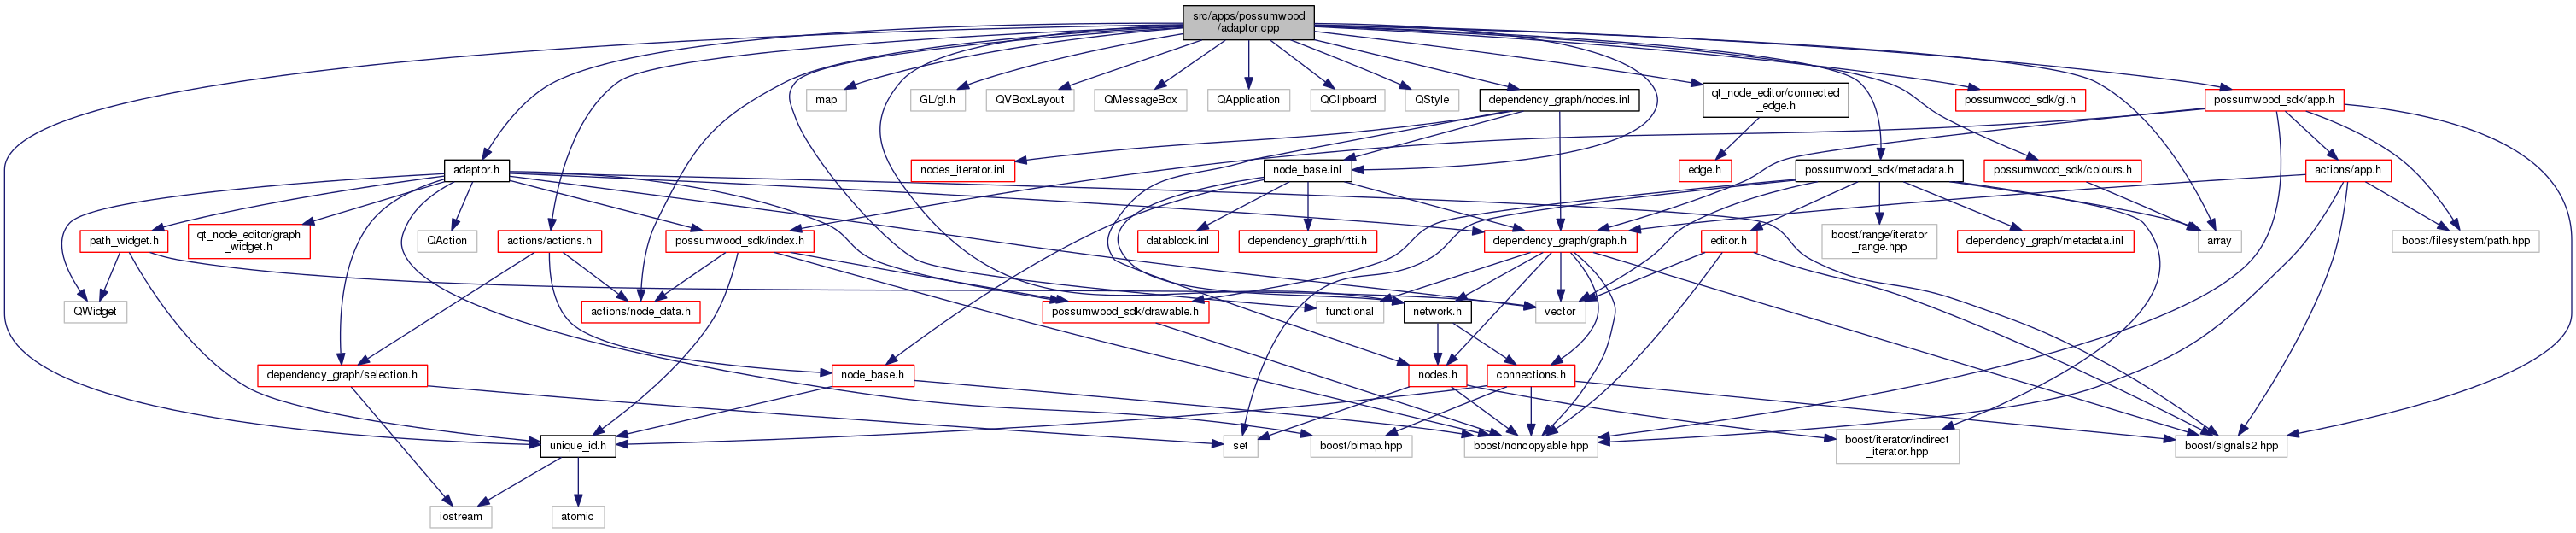 src/apps/possumwood
/adaptor.cpp
map
GL/gl.h
QVBoxLayout
QMessageBox
QApplication
QClipboard
QStyle
dependency_graph/nodes.inl
qt_node_editor/connected
_edge.h
possumwood_sdk/gl.h
possumwood_sdk/app.h
adaptor.h
nodes_iterator.inl
node_base.inl
edge.h
possumwood_sdk/metadata.h
possumwood_sdk/colours.h
actions/app.h
path_widget.h
qt_node_editor/graph
_widget.h
QAction
actions/actions.h
possumwood_sdk/index.h
datablock.inl
dependency_graph/rtti.h
dependency_graph/graph.h
editor.h
boost/range/iterator
_range.hpp
dependency_graph/metadata.inl
array
boost/filesystem/path.hpp
QWidget
actions/node_data.h
possumwood_sdk/drawable.h
functional
network.h
vector
dependency_graph/selection.h
node_base.h
nodes.h
connections.h
unique_id.h
set
boost/bimap.hpp
boost/noncopyable.hpp
boost/iterator/indirect
_iterator.hpp
boost/signals2.hpp
iostream
atomic